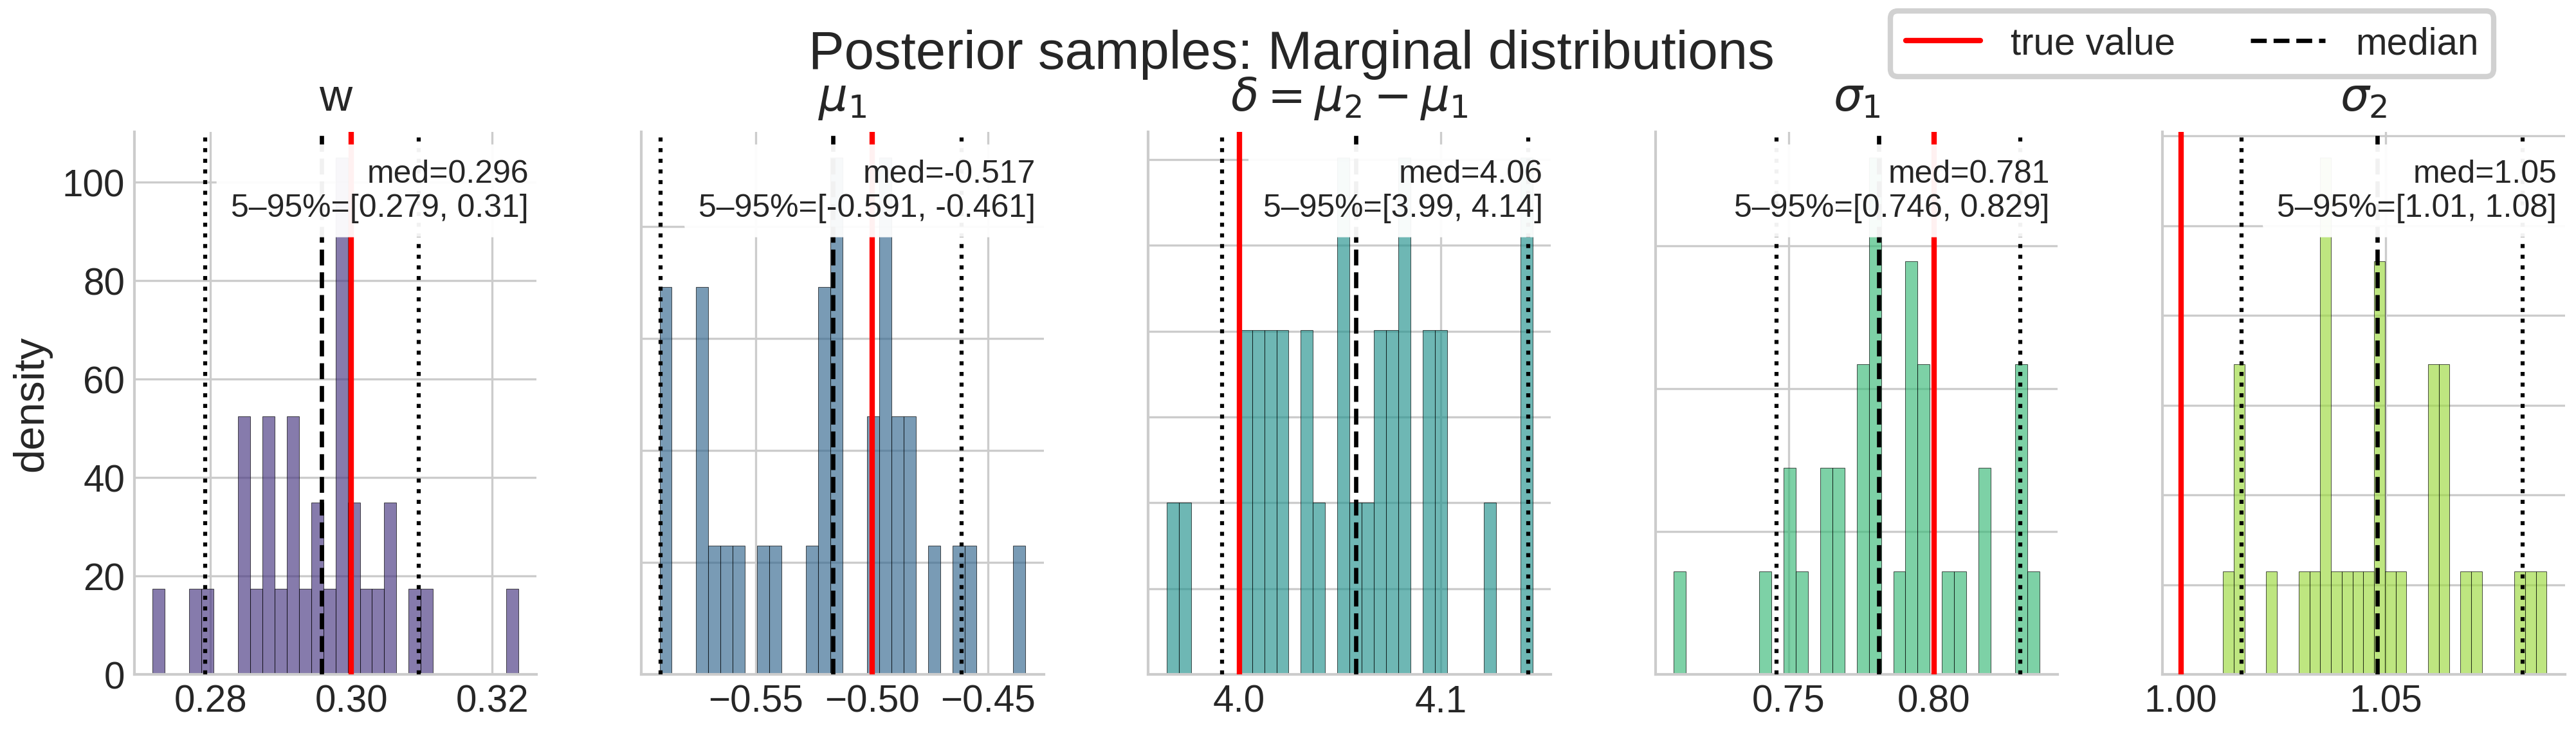 Posterior samples: Marginal distributions
true value
median
w
μ₁
δ = μ₂ − μ₁
σ₁
σ₂
density
0
20
40
60
80
100
med=0.296
5–95%=[0.279, 0.31]
med=-0.517
5–95%=[-0.591, -0.461]
med=4.06
5–95%=[3.99, 4.14]
med=0.781
5–95%=[0.746, 0.829]
med=1.05
5–95%=[1.01, 1.08]
0.28 0.30 0.32
−0.55 −0.50 −0.45
4.0 4.1
0.75 0.80
1.00 1.05